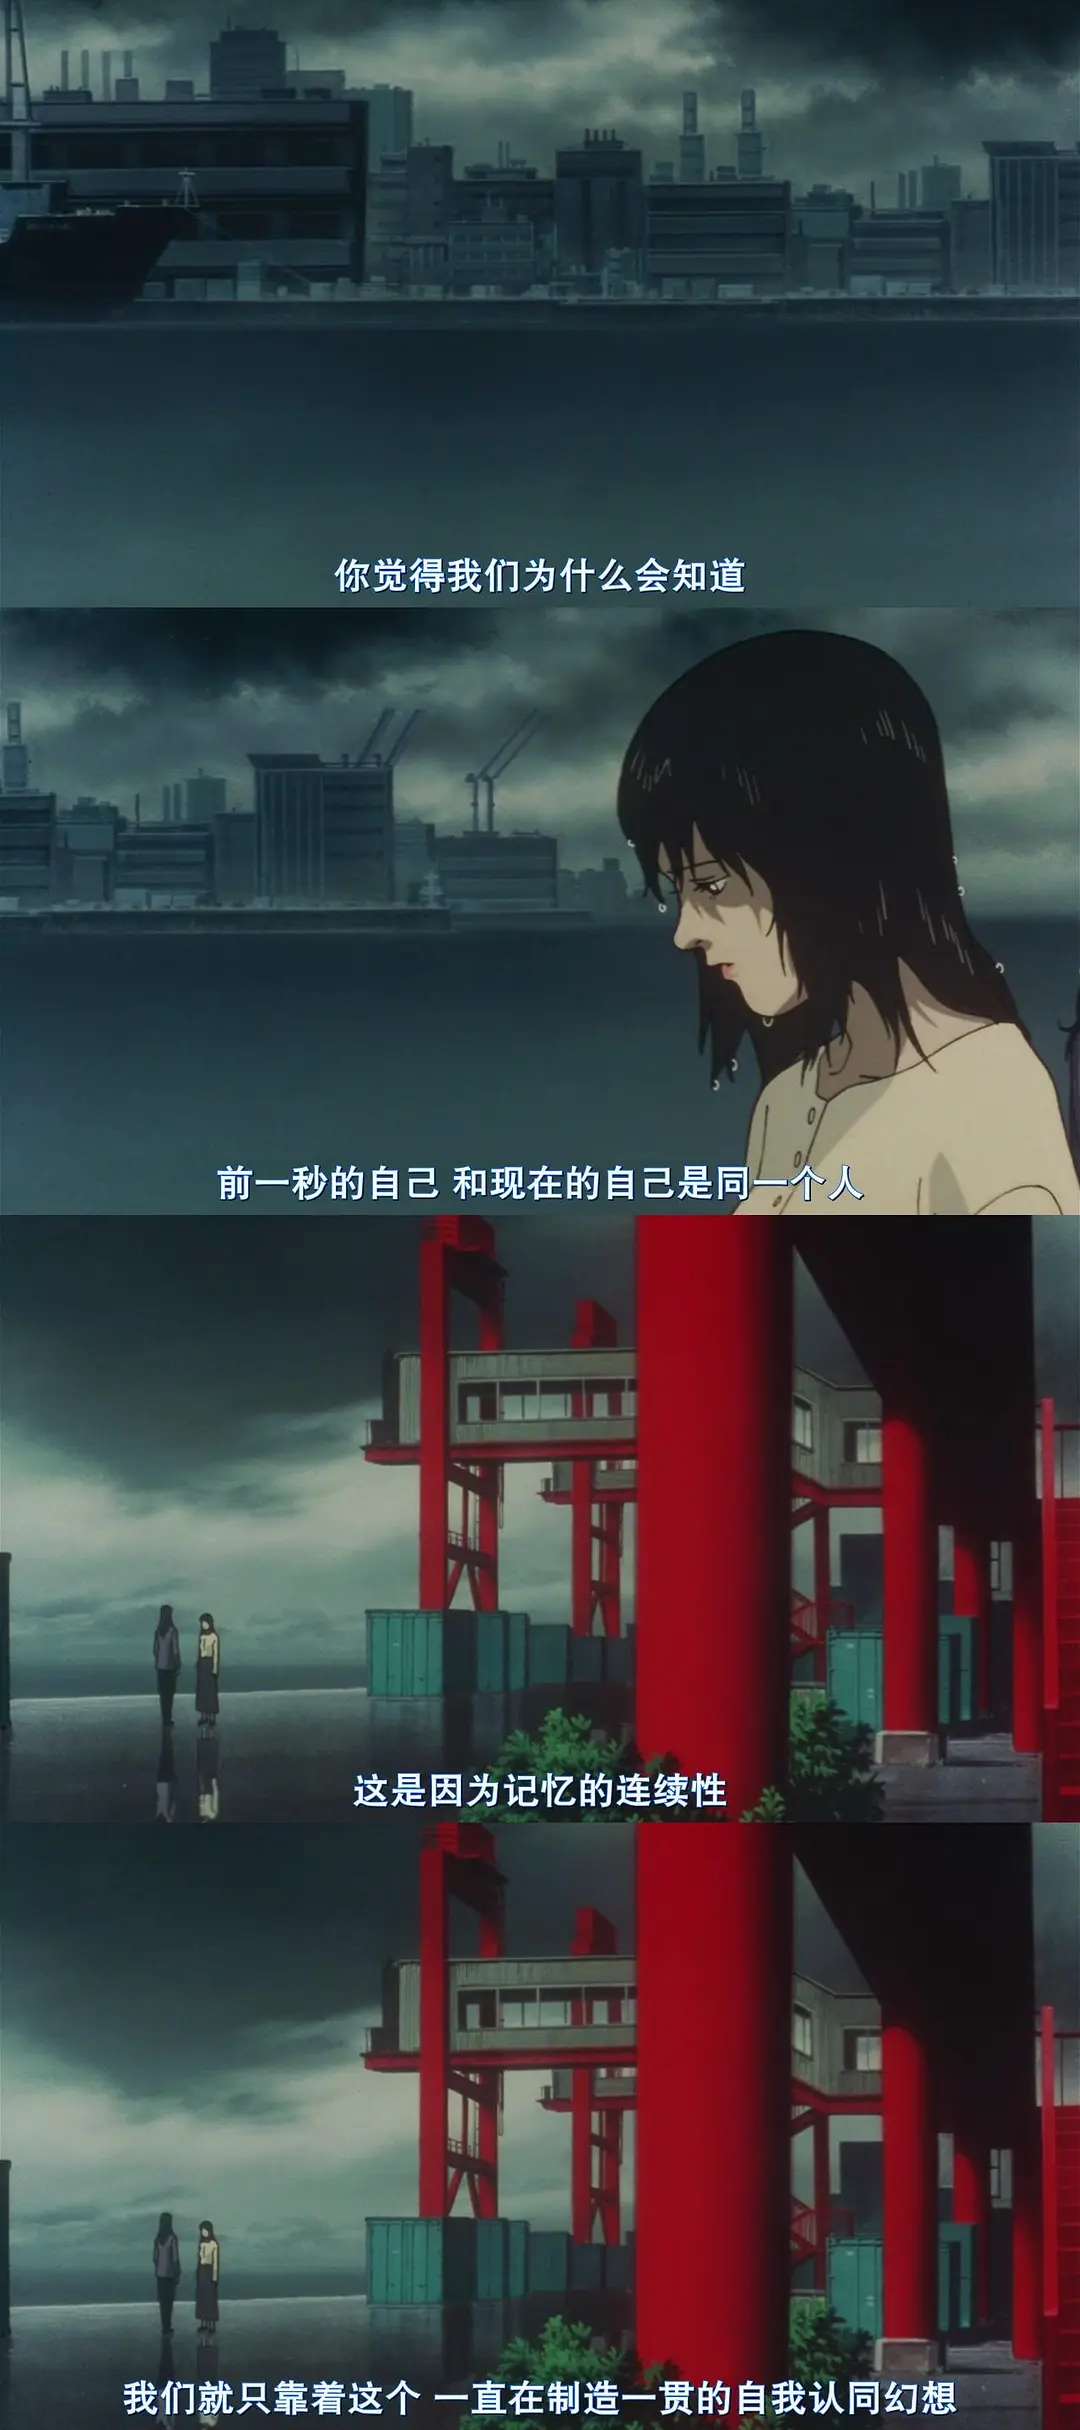 你觉得我们为什么会知道
前一秒的自己 和现在的自己是同一个人
这是因为记忆的连续性
我们就只靠着这个 一直在制造一贯的自我认同幻想